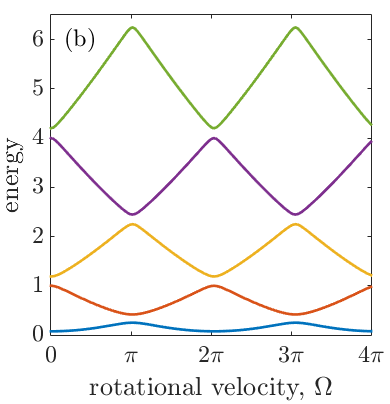 (b)
6
5
4
3
2
1
0
energy
0 π 2π 3π 4π
rotational velocity, Ω